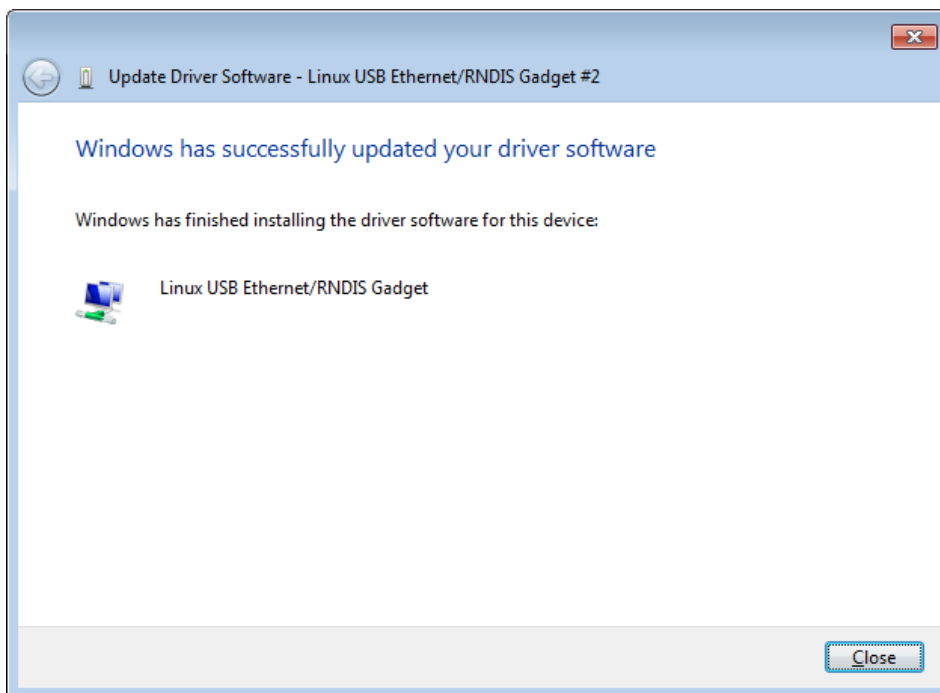 Update Driver Software - Linux USB Ethernet/RNDIS Gadget #2
Windows has successfully updated your driver software
Windows has finished installing the driver software for this device:
Linux USB Ethernet/RNDIS Gadget
Close